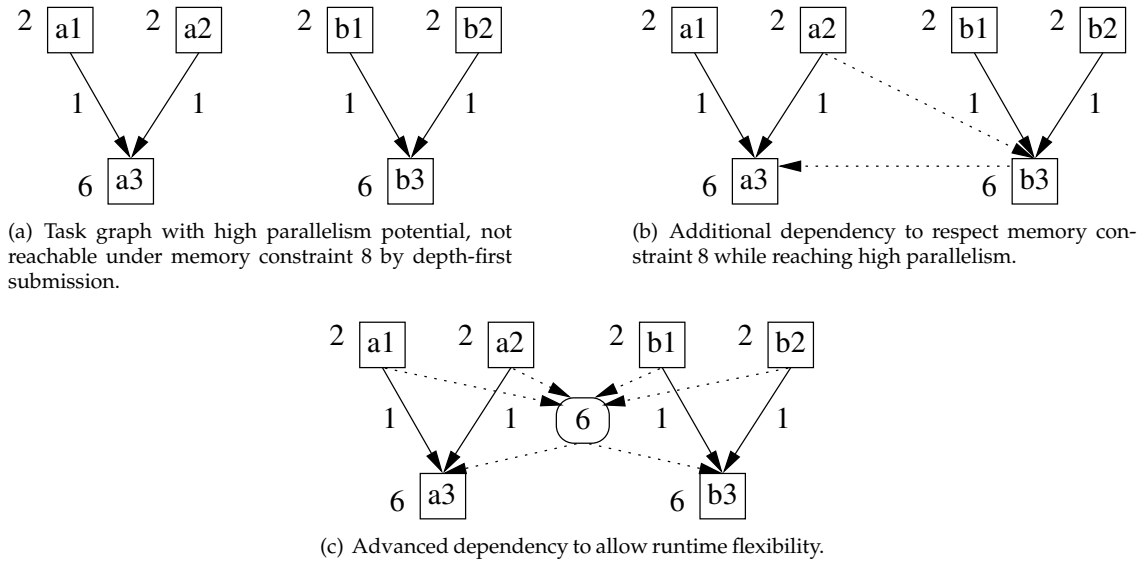 2 a1 2 a2 2 b1 2 b2
1 1 1 1
6 a3 6 b3
(a) Task graph with high parallelism potential, not
reachable under memory constraint 8 by depth-first
submission.
2 a1 2 a2 2 b1 2 b2
1 1 1 1
6 a3 6 b3
(b) Additional dependency to respect memory con-
straint 8 while reaching high parallelism.
2 a1 2 a2 2 b1 2 b2
1 1 6 1 1
6 a3 6 b3
(c) Advanced dependency to allow runtime flexibility.